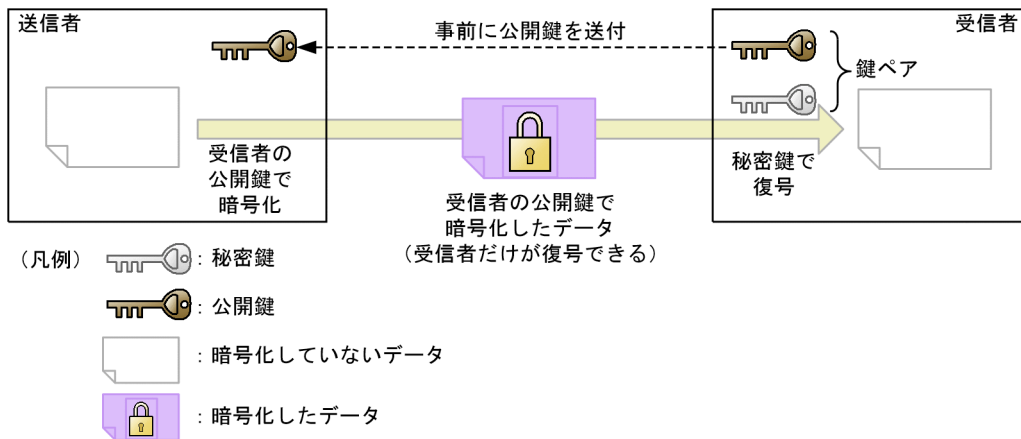 送信者
受信者
事前に公開鍵を送付
鍵ペア
受信者の
公開鍵で
暗号化
秘密鍵で
復号
受信者の公開鍵で
暗号化したデータ
（受信者だけが復号できる）
（凡例）
：秘密鍵
：公開鍵
：暗号化していないデータ
：暗号化したデータ